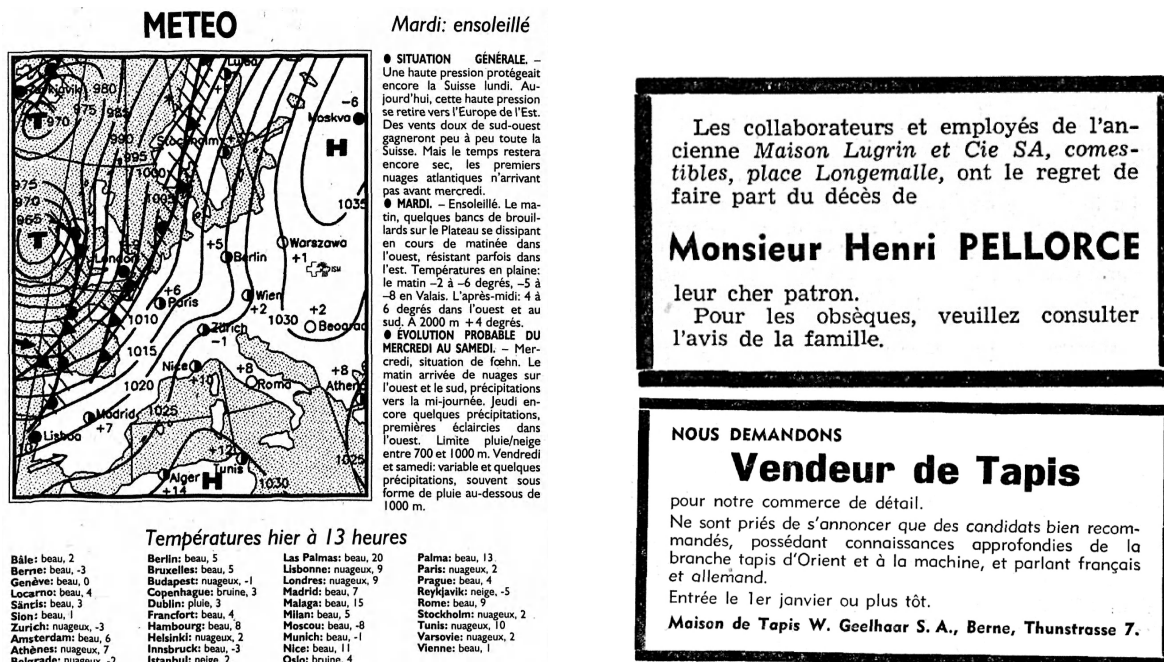 METEO
Mardi: ensoleillé
Reykjavik
980
975
985
T
970
990
995
1000
1005
Stockholm
+3
Luleå
+1
-6
Moskva
H
1035
975
970
965
T
London
+5
Berlin
Warszawa
+1
ISM
+6
Paris
Wien
+2
+2
1030
Beograd
1010
Zürich
-1
1015
Nice
+10
+8
Roma
+8
Athen
1020
1025
Madrid
+7
Lisboa
+12
Tunis
1025
Alger
+14
H
1030
● SITUATION GÉNÉRALE. –
Une haute pression protégeait
encore la Suisse lundi. Au-
jourd'hui, cette haute pression
se retire vers l'Europe de l'Est.
Des vents doux de sud-ouest
gagneront peu à peu toute la
Suisse. Mais le temps restera
encore sec, les premiers
nuages atlantiques n'arrivant
pas avant mercredi.
● MARDI. – Ensoleillé. Le ma-
tin, quelques bancs de brouil-
lards sur le Plateau se dissipant
en cours de matinée dans
l'ouest, résistant parfois dans
l'est. Températures en plaine:
le matin –2 à –6 degrés, –5 à
–8 en Valais. L'après-midi: 4 à
6 degrés dans l'ouest et au
sud. A 2000 m +4 degrés.
● ÉVOLUTION PROBABLE DU
MERCREDI AU SAMEDI. – Mer-
credi, situation de fœhn. Le
matin arrivée de nuages sur
l'ouest et le sud, précipitations
vers la mi-journée. Jeudi en-
core quelques précipitations,
premières éclaircies dans
l'ouest. Limite pluie/neige
entre 700 et 1000 m. Vendredi
et samedi: variable et quelques
précipitations, souvent sous
forme de pluie au-dessous de
1000 m.
Températures hier à 13 heures
Bâle: beau, 2
Berne: beau, -3
Genève: beau, 0
Locarno: beau, 4
Säntis: beau, 3
Sion: beau, 1
Zurich: nuageux, -3
Amsterdam: beau, 6
Athènes: nuageux, 7
Belgrade: nuageux, -2
Berlin: beau, 5
Bruxelles: beau, 5
Budapest: nuageux, -1
Copenhague: bruine, 3
Dublin: pluie, 3
Francfort: beau, 4
Hambourg: beau, 8
Helsinki: nuageux, 2
Innsbruck: beau, -3
Istanbul: neige, 2
Las Palmas: beau, 20
Lisbonne: nuageux, 9
Londres: nuageux, 9
Madrid: beau, 7
Malaga: beau, 15
Milan: beau, 5
Moscou: beau, -8
Munich: beau, -1
Nice: beau, 11
Oslo: bruine, 4
Palma: beau, 13
Paris: nuageux, 2
Prague: beau, 4
Reykjavik: neige, -5
Rome: beau, 9
Stockholm: nuageux, 2
Tunis: nuageux, 10
Varsovie: nuageux, 2
Vienne: beau, 1
Les collaborateurs et employés de l'an-
cienne Maison Lugrin et Cie SA, comes-
tibles, place Longemalle, ont le regret de
faire part du décès de
Monsieur Henri PELLORCE
leur cher patron.
Pour les obsèques, veuillez consulter
l'avis de la famille.
NOUS DEMANDONS
Vendeur de Tapis
pour notre commerce de détail.
Ne sont priés de s'annoncer que des candidats bien recom-
mandés, possédant connaissances approfondies de la
branche tapis d'Orient et à la machine, et parlant français
et allemand.
Entrée le 1er janvier ou plus tôt.
Maison de Tapis W. Geelhaar S. A., Berne, Thunstrasse 7.